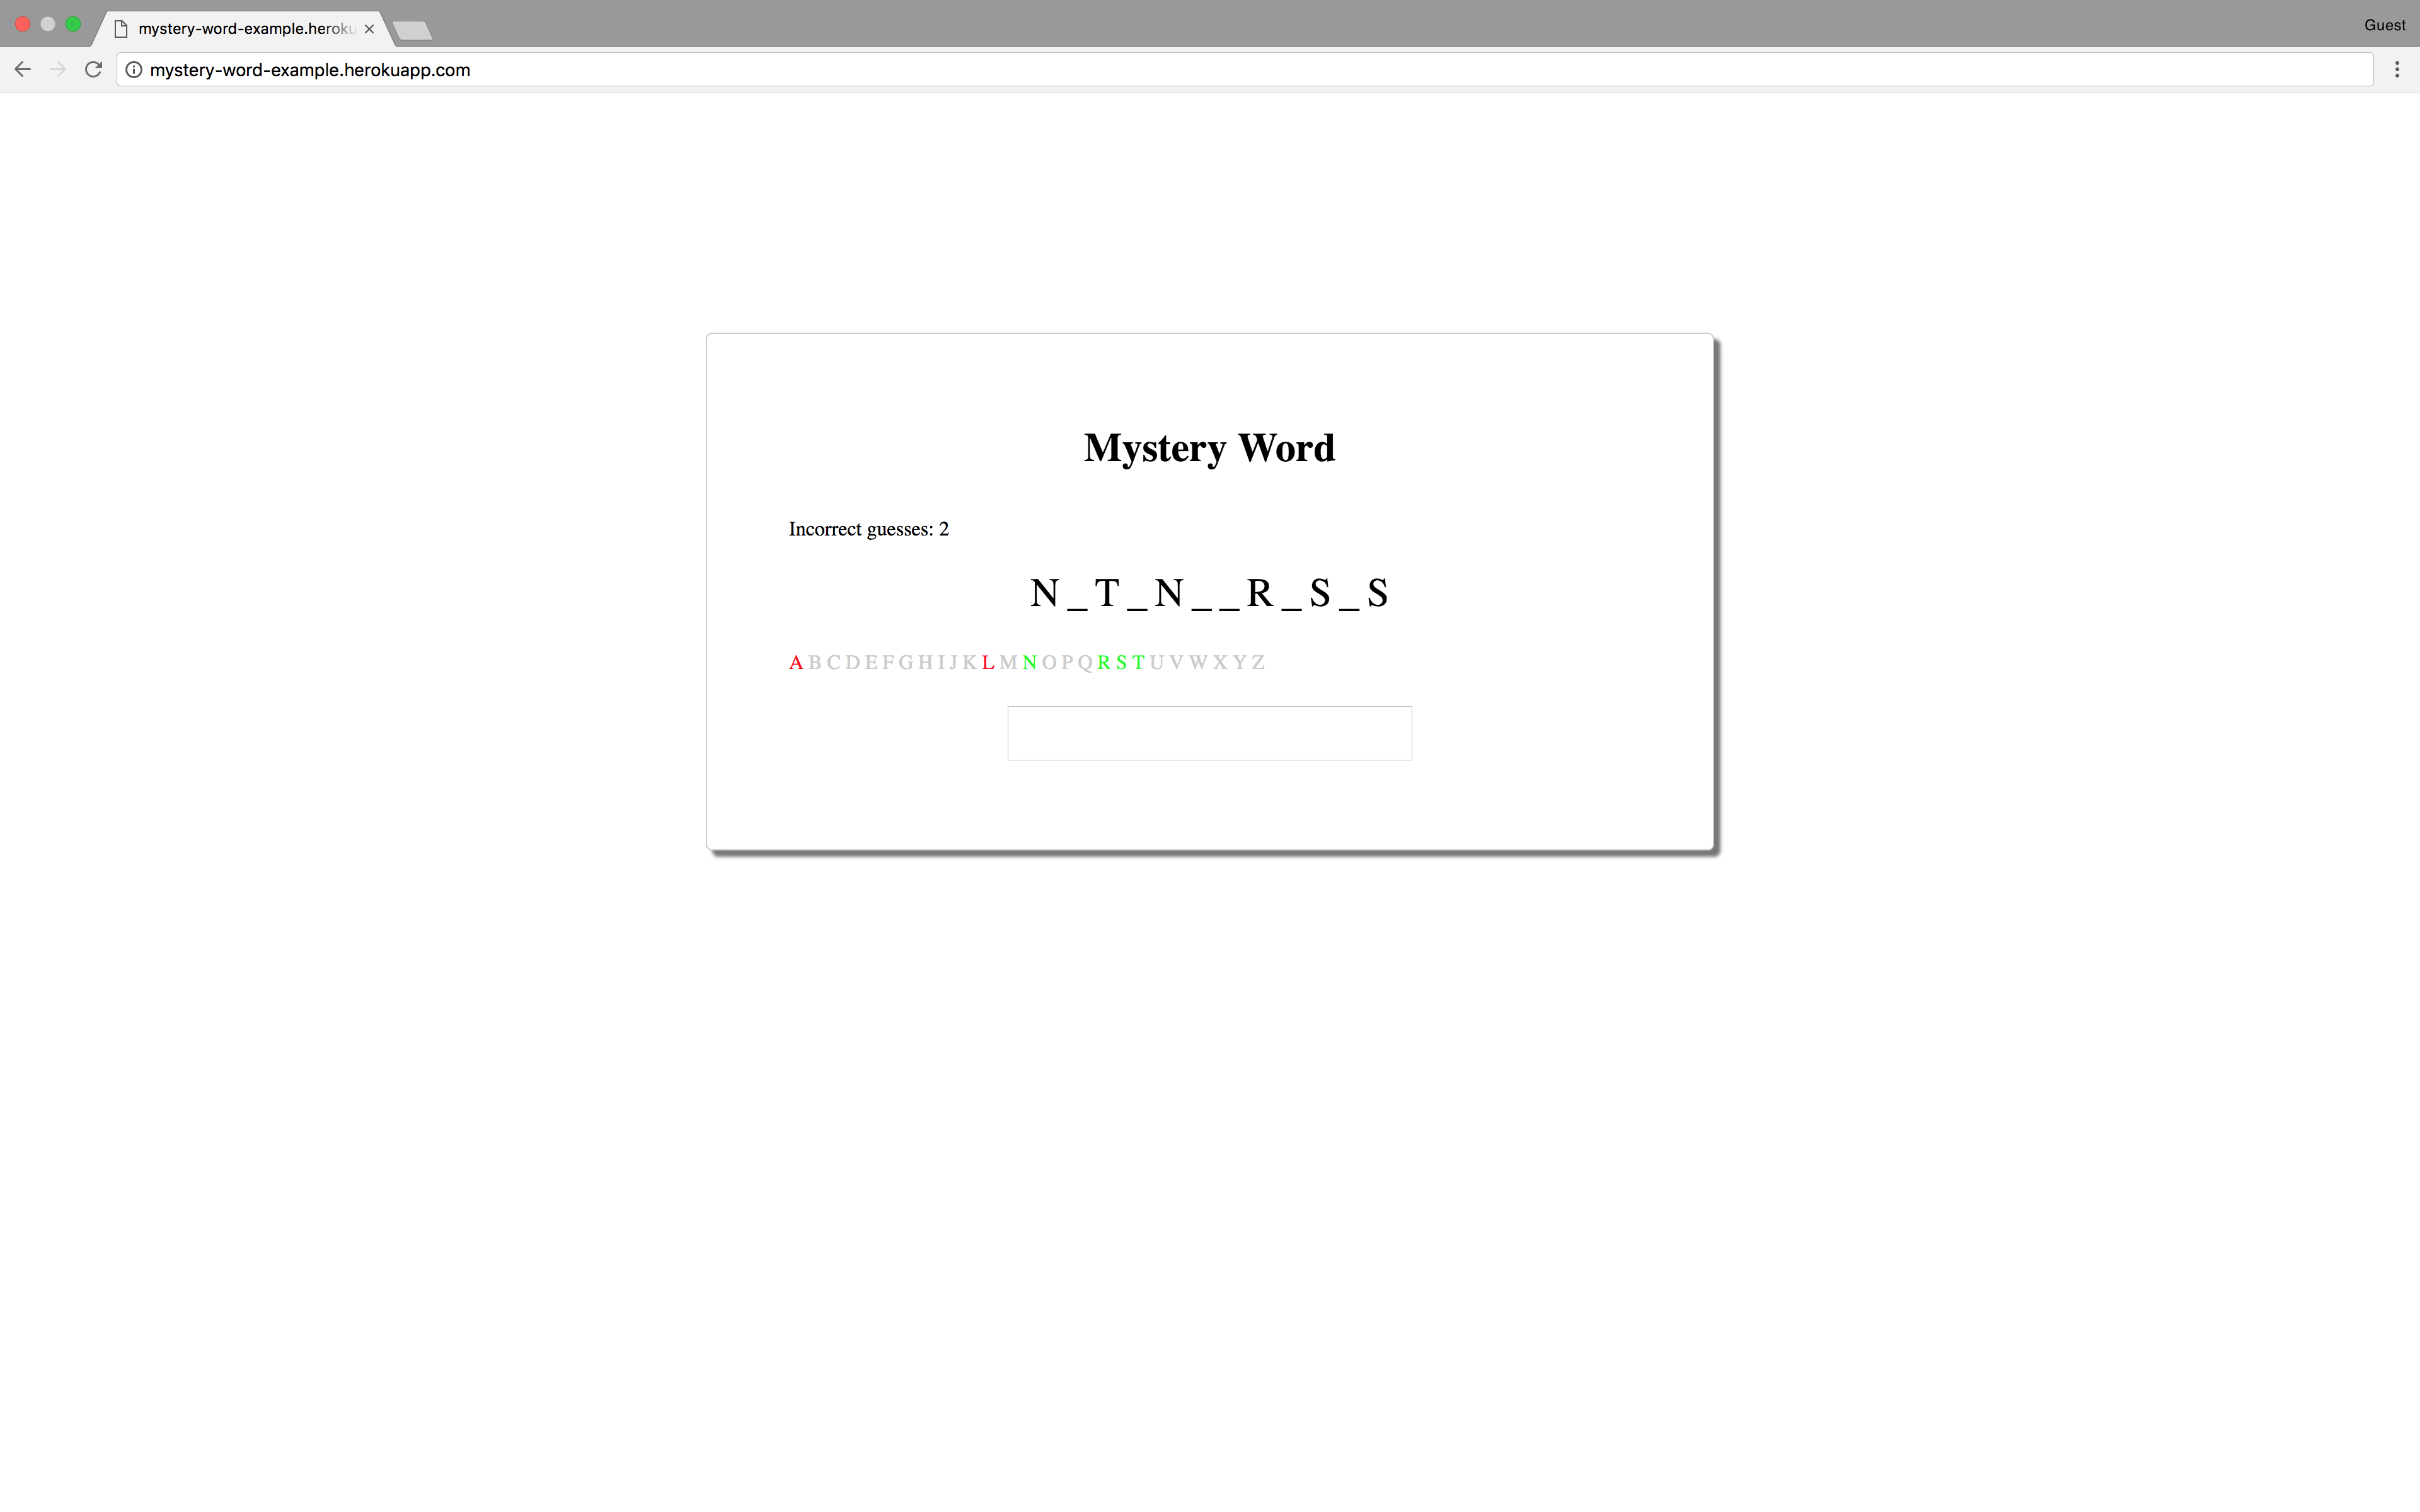 mystery-word-example.heroku
Guest
mystery-word-example.herokuapp.com
Mystery Word
Incorrect guesses: 2
N _ T _ N _ _ R _ S _ S
A B C D E F G H I J K L M N O P Q R S T U V W X Y Z